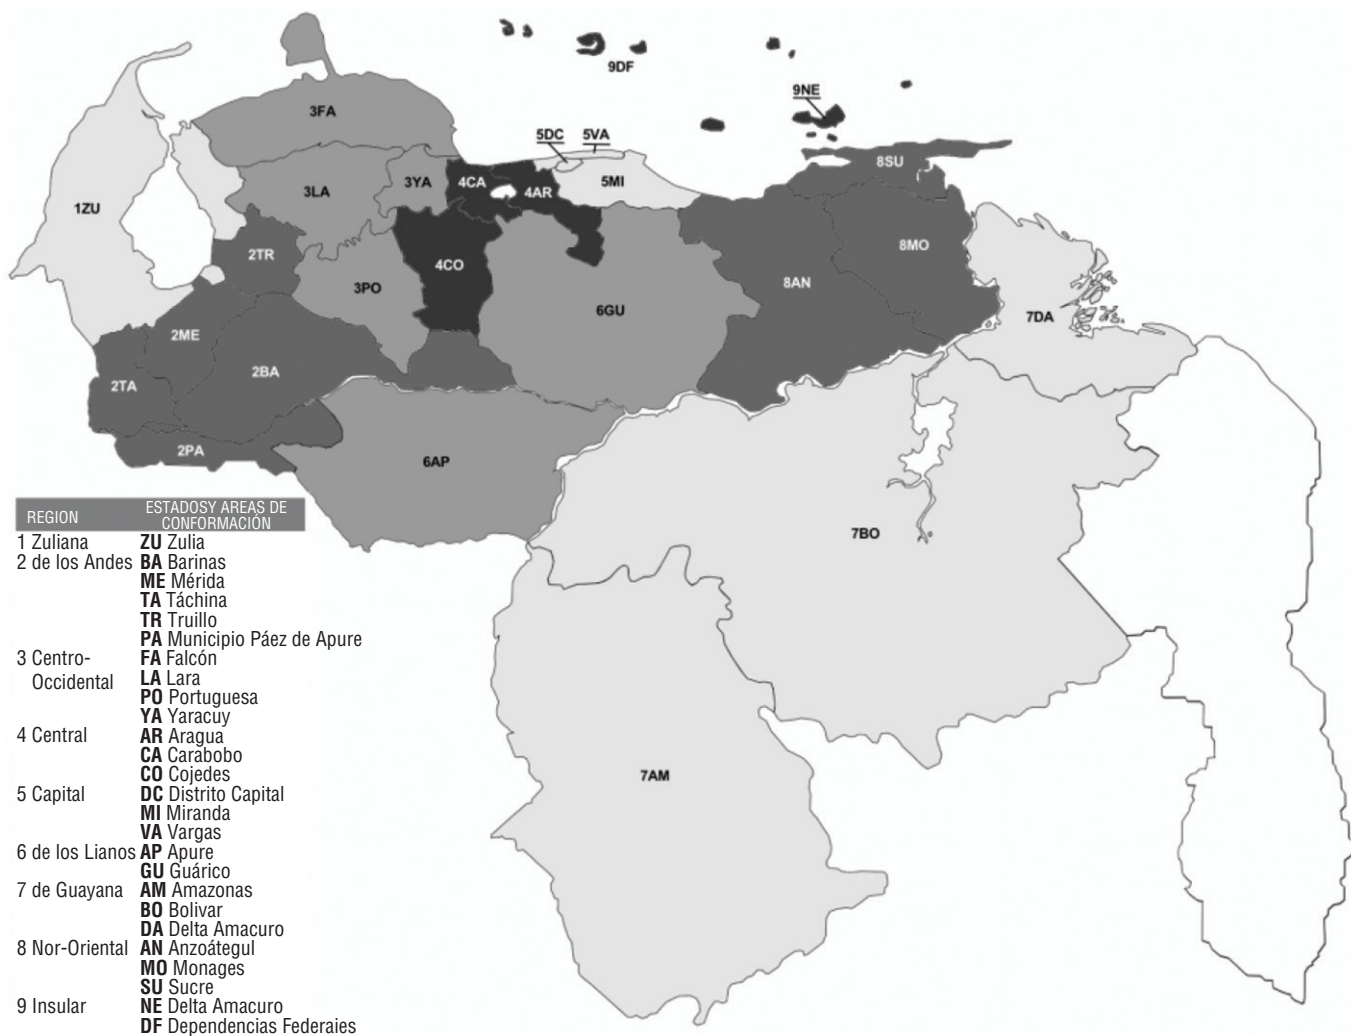 9DF
9NE
3FA
5DC
5VA
8SU
3YA
4CA
4AR
5MI
3LA
1ZU
2TR
8MO
4CO
3PO
8AN
6GU
7DA
2ME
2BA
2TA
2PA
6AP
7BO
7AM
REGION
ESTADOSY AREAS DE
CONFORMACIÓN
1 Zuliana ZU Zulia
2 de los Andes BA Barinas
ME Mérida
TA Táchina
TR Truillo
PA Municipio Páez de Apure
3 Centro- FA Falcón
Occidental LA Lara
PO Portuguesa
YA Yaracuy
4 Central AR Aragua
CA Carabobo
CO Cojedes
5 Capital DC Distrito Capital
MI Miranda
VA Vargas
6 de los Lianos AP Apure
GU Guárico
7 de Guayana AM Amazonas
BO Bolivar
DA Delta Amacuro
8 Nor-Oriental AN Anzoátegul
MO Monages
SU Sucre
9 Insular NE Delta Amacuro
DF Dependencias Federaies